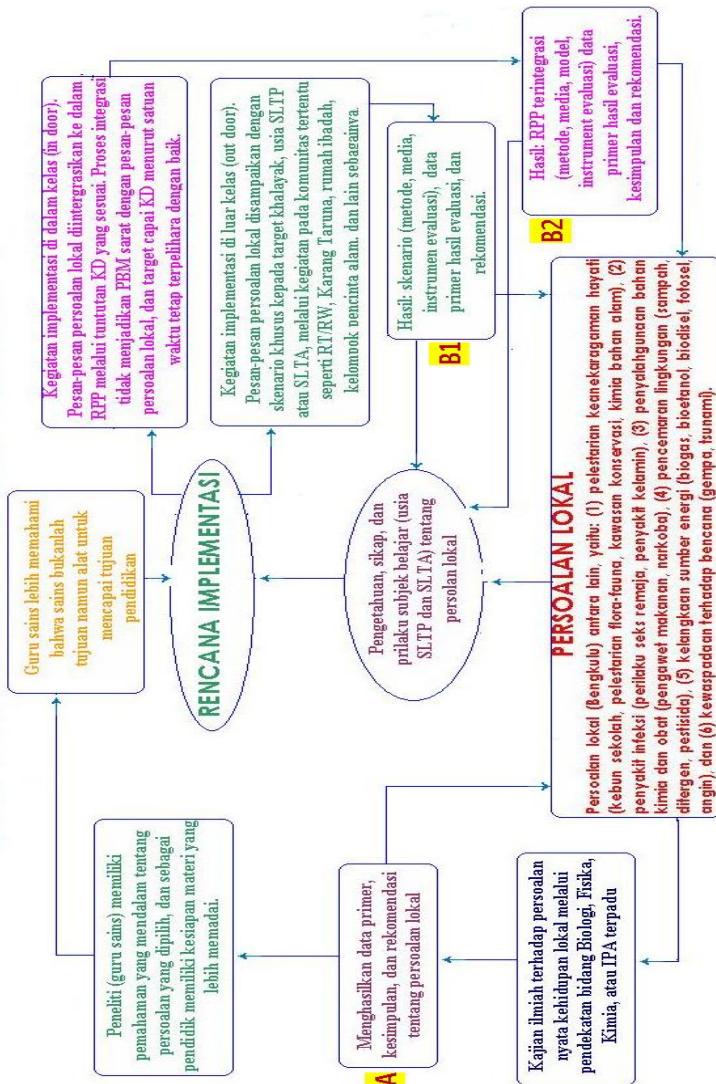 Peneliti (guru sains) memiliki
pemahaman yang mendalam tentang
persoalan yang dipilih, dan sebagai
pendidik memiliki kesiapan materi yang
lebih memadai.
Guru sains lebih memahami
bahwa sains bukanlah
tujuan namun alat untuk
mencapai tujuan
pendidikan
Kegiatan implementasi di dalam kelas (in door).
Pesan-pesan persoalan lokal diintergrasikan ke dalam
RPP melalui tuntutan KD yang sesuai. Proses integrasi
tidak menjadikan PBM sarat dengan pesan-pesan
persoalan lokal, dan target capai KD menurut satuan
waktu tetap terpelihara dengan baik.
RENCANA IMPLEMENTASI
Kegiatan implementasi di luar kelas (out door).
Pesan-pesan persoalan lokal disampaikan dengan
skenario khusus kepada target khalayak, usia SLTP
atau SLTA, melalui kegiatan pada komunitas tertentu
seperti RT/RW, Karang Taruna, rumah ibadah,
kelompok pencinta alam. dan lain sebagainya.
A
Menghasilkan data primer,
kesimpulan, dan rekomendasi
tentang persoalan lokal
Pengetahuan, sikap, dan
prilaku subjek belajar (usia
SLTP dan SLTA) tentang
persolan lokal
B1
Hasil: skenario (metode, media,
instrumen evaluasi), data
primer hasil evaluasi, dan
rekomendasi.
Kajian ilmiah terhadap persoalan
nyata kehidupan lokal melalui
pendekatan bidang Biologi, Fisika,
Kimia, atau IPA terpadu
PERSOALAN LOKAL
Persoalan lokal (Bengkulu) antara lain, yaitu: (1) pelestarian keanekaragaman hayati
(kebun sekolah, pelestarian flora-fauna, kawasan konservasi, kimia bahan alam), (2)
penyakit infeksi (perilaku seks remaja, penyakit kelamin), (3) penyalahgunaan bahan
kimia dan obat (pengawet makanan, narkoba), (4) pencemaran lingkungan (sampah,
ditergen, pestisida), (5) kelangkaan sumber energi (biogas, bioetanol, biodisel, fotosel,
angin), dan (6) kewaspadaan terhadap bencana (gempa, tsunami).
B2
Hasil: RPP terintegrasi
(metode, media, model,
instrument evaluasi) data
primer hasil evaluasi,
kesimpulan dan rekomendasi.